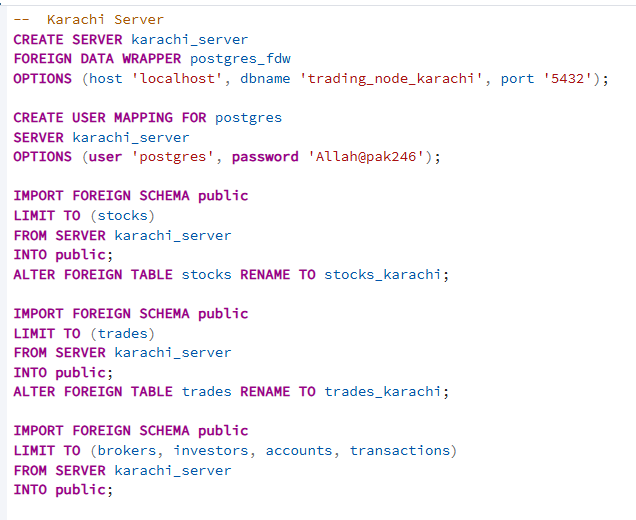 -- Karachi Server
CREATE SERVER karachi_server
FOREIGN DATA WRAPPER postgres_fdw
OPTIONS (host 'localhost', dbname 'trading_node_karachi', port '5432');
CREATE USER MAPPING FOR postgres
SERVER karachi_server
OPTIONS (user 'postgres', password 'Allah@pak246');
IMPORT FOREIGN SCHEMA public
LIMIT TO (stocks)
FROM SERVER karachi_server
INTO public;
ALTER FOREIGN TABLE stocks RENAME TO stocks_karachi;
IMPORT FOREIGN SCHEMA public
LIMIT TO (trades)
FROM SERVER karachi_server
INTO public;
ALTER FOREIGN TABLE trades RENAME TO trades_karachi;
IMPORT FOREIGN SCHEMA public
LIMIT TO (brokers, investors, accounts, transactions)
FROM SERVER karachi_server
INTO public;